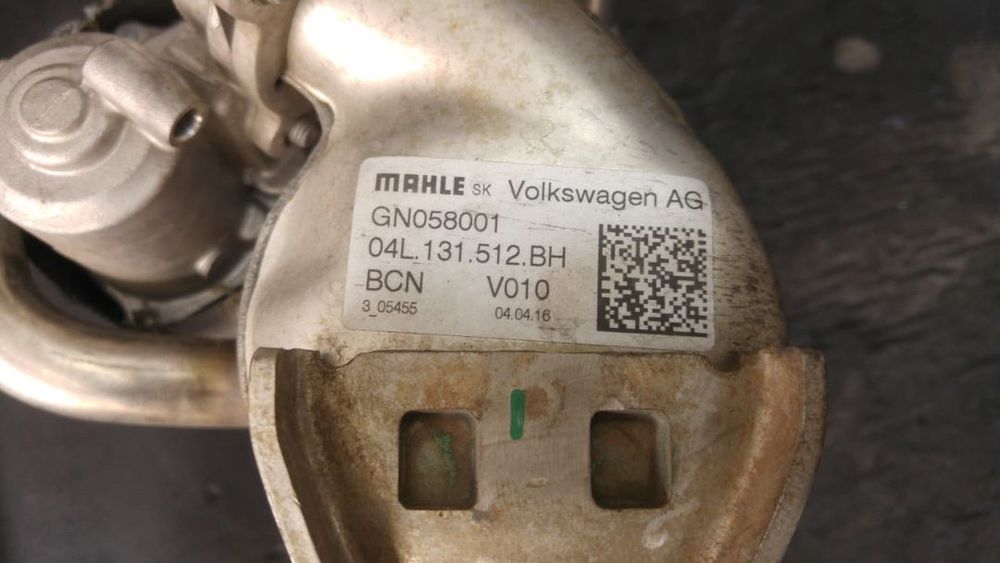 MAHLE SK Volkswagen AG
GN058001
04L.131.512.BH
BCN V010
3_05455 04.04.16